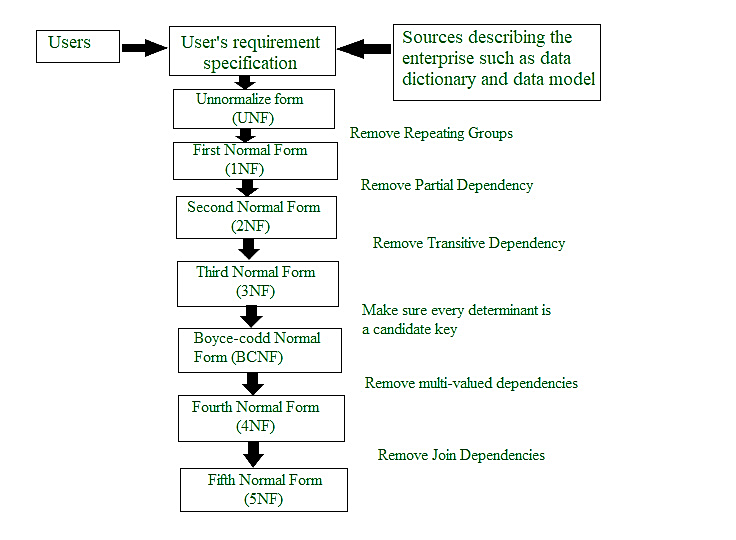 Users
User's requirement
specification
Sources describing the
enterprise such as data
dictionary and data model
Unnormalize form
(UNF)
Remove Repeating Groups
First Normal Form
(1NF)
Remove Partial Dependency
Second Normal Form
(2NF)
Remove Transitive Dependency
Third Normal Form
(3NF)
Make sure every determinant is
a candidate key
Boyce-codd Normal
Form (BCNF)
Remove multi-valued dependencies
Fourth Normal Form
(4NF)
Remove Join Dependencies
Fifth Normal Form
(5NF)